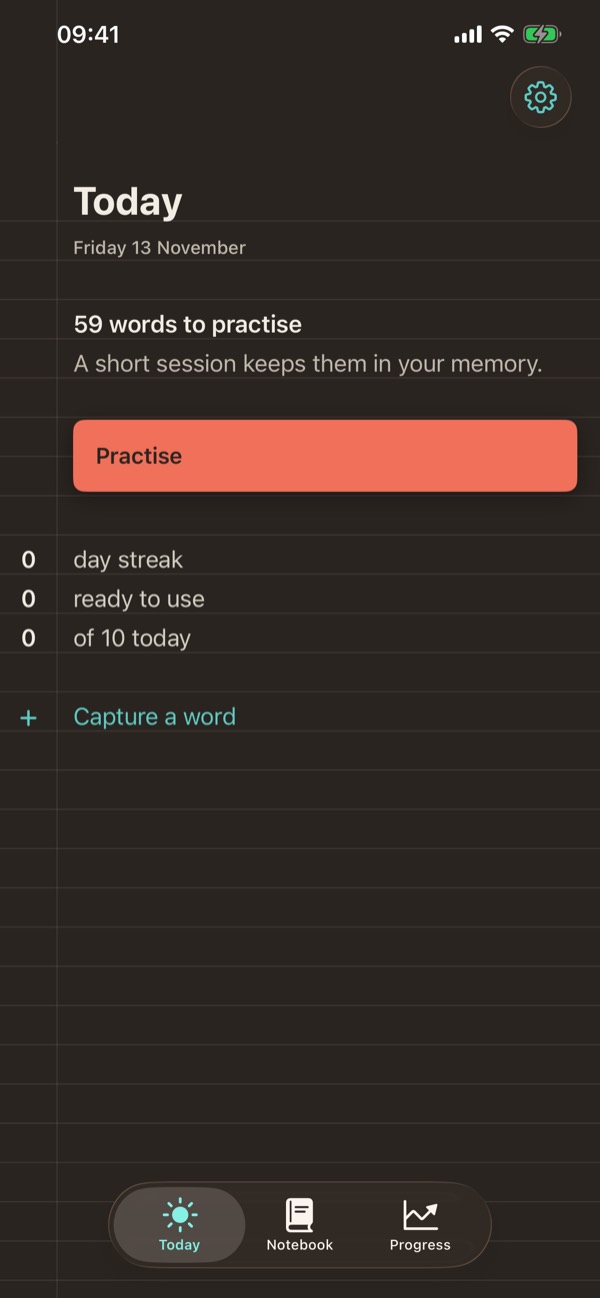 09:41
Today
Friday 13 November
59 words to practise
A short session keeps them in your memory.
Practise
0 day streak
0 ready to use
0 of 10 today
+ Capture a word
Today
Notebook
Progress